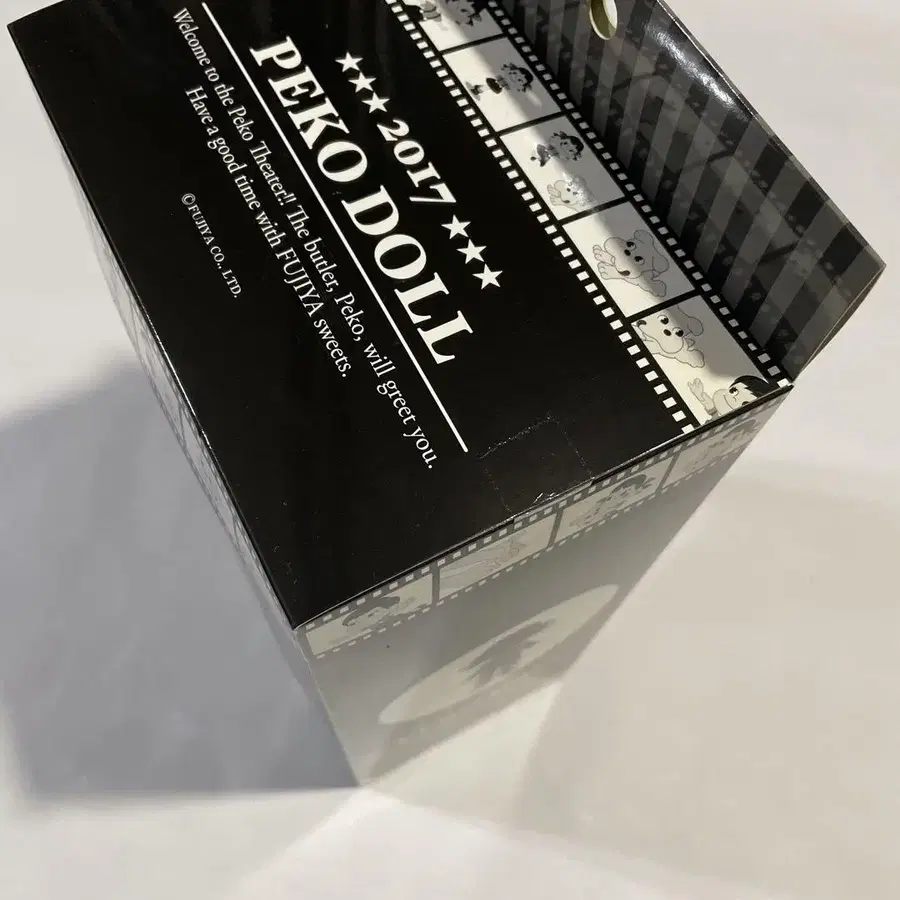 ★★★ 2017 ★★★
PEKO DOLL
Welcome to the Peko Theater!! The butler, Peko, will greet you.
Have a good time with FUJIYA sweets.
©FUJIYA CO., LTD.